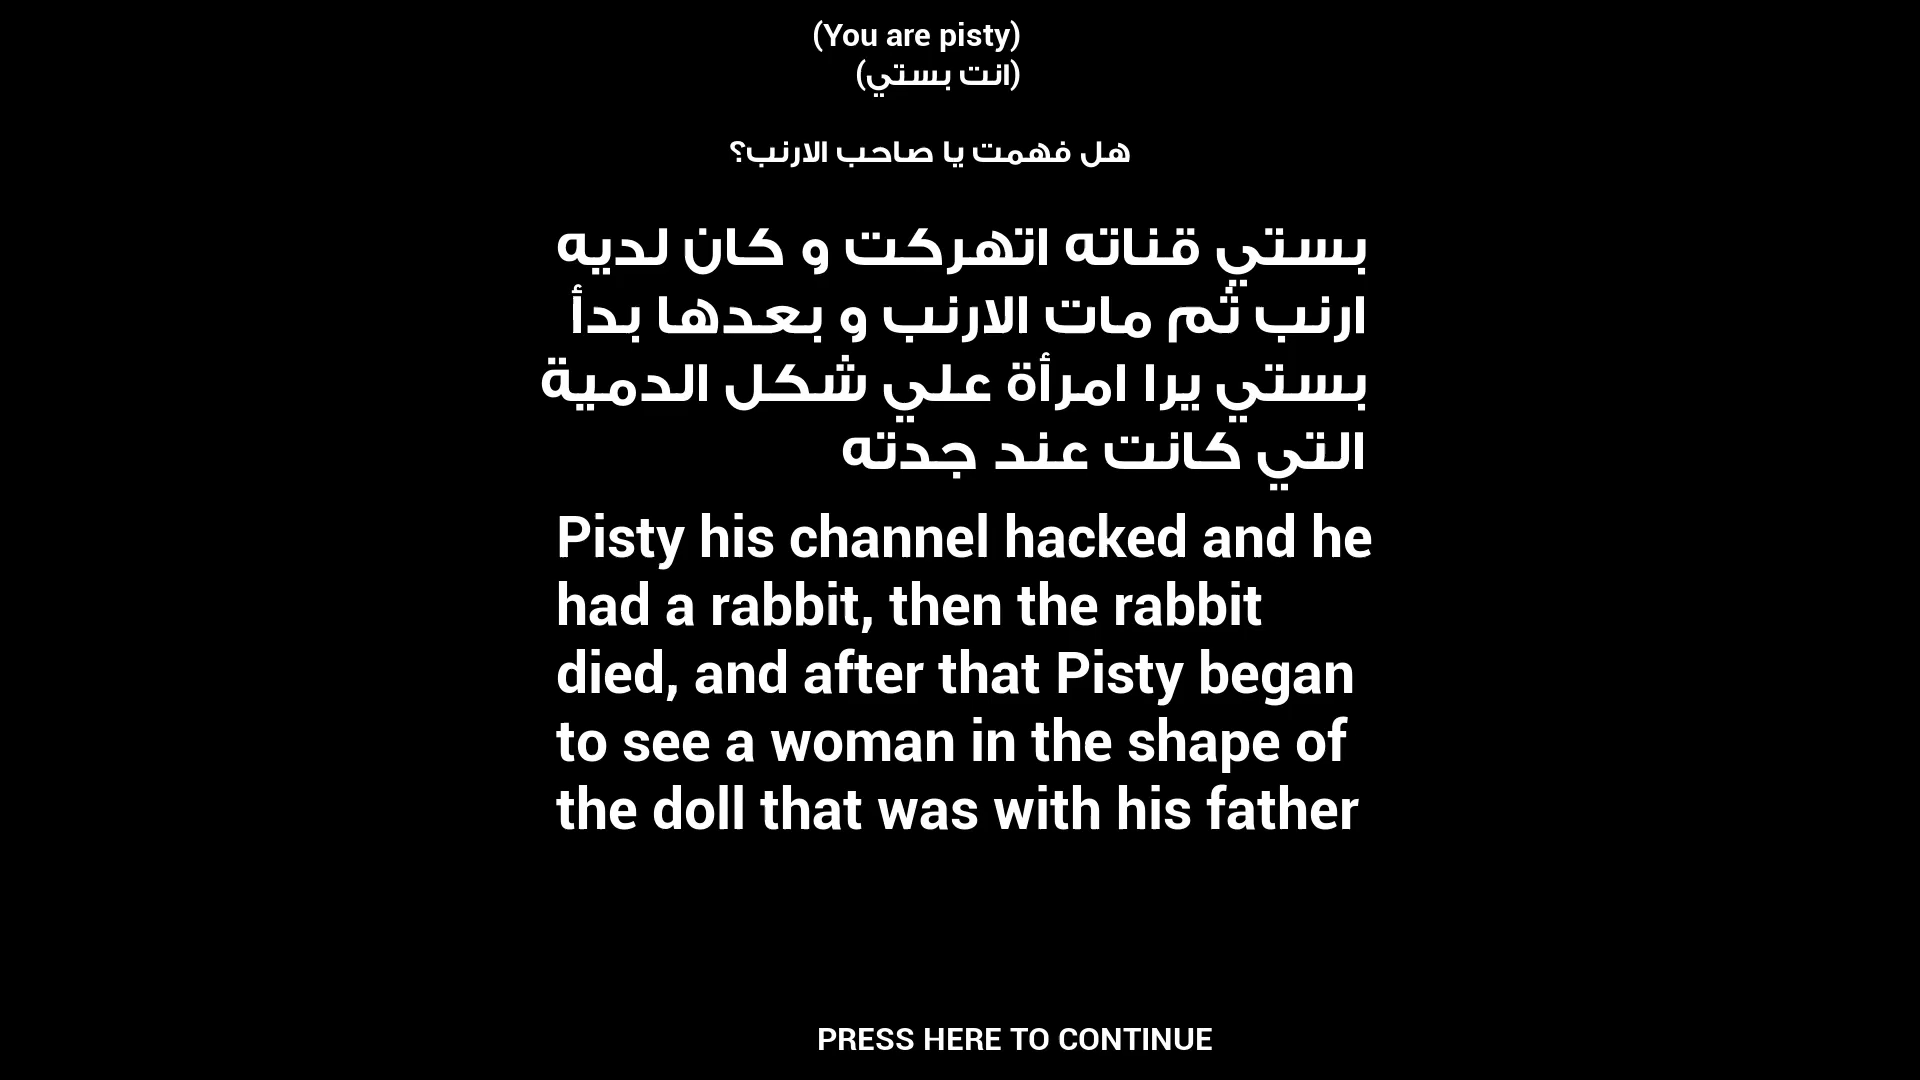 (You are pisty)
(انت بستي)
هل فهمت يا صاحب الارنب؟
بستي قناته اتهركت و كان لديه
ارنب ثم مات الارنب و بعدها بدأ
بستي يرا امرأة علي شكل الدمية
التي كانت عند جدته
Pisty his channel hacked and he
had a rabbit, then the rabbit
died, and after that Pisty began
to see a woman in the shape of
the doll that was with his father
PRESS HERE TO CONTINUE